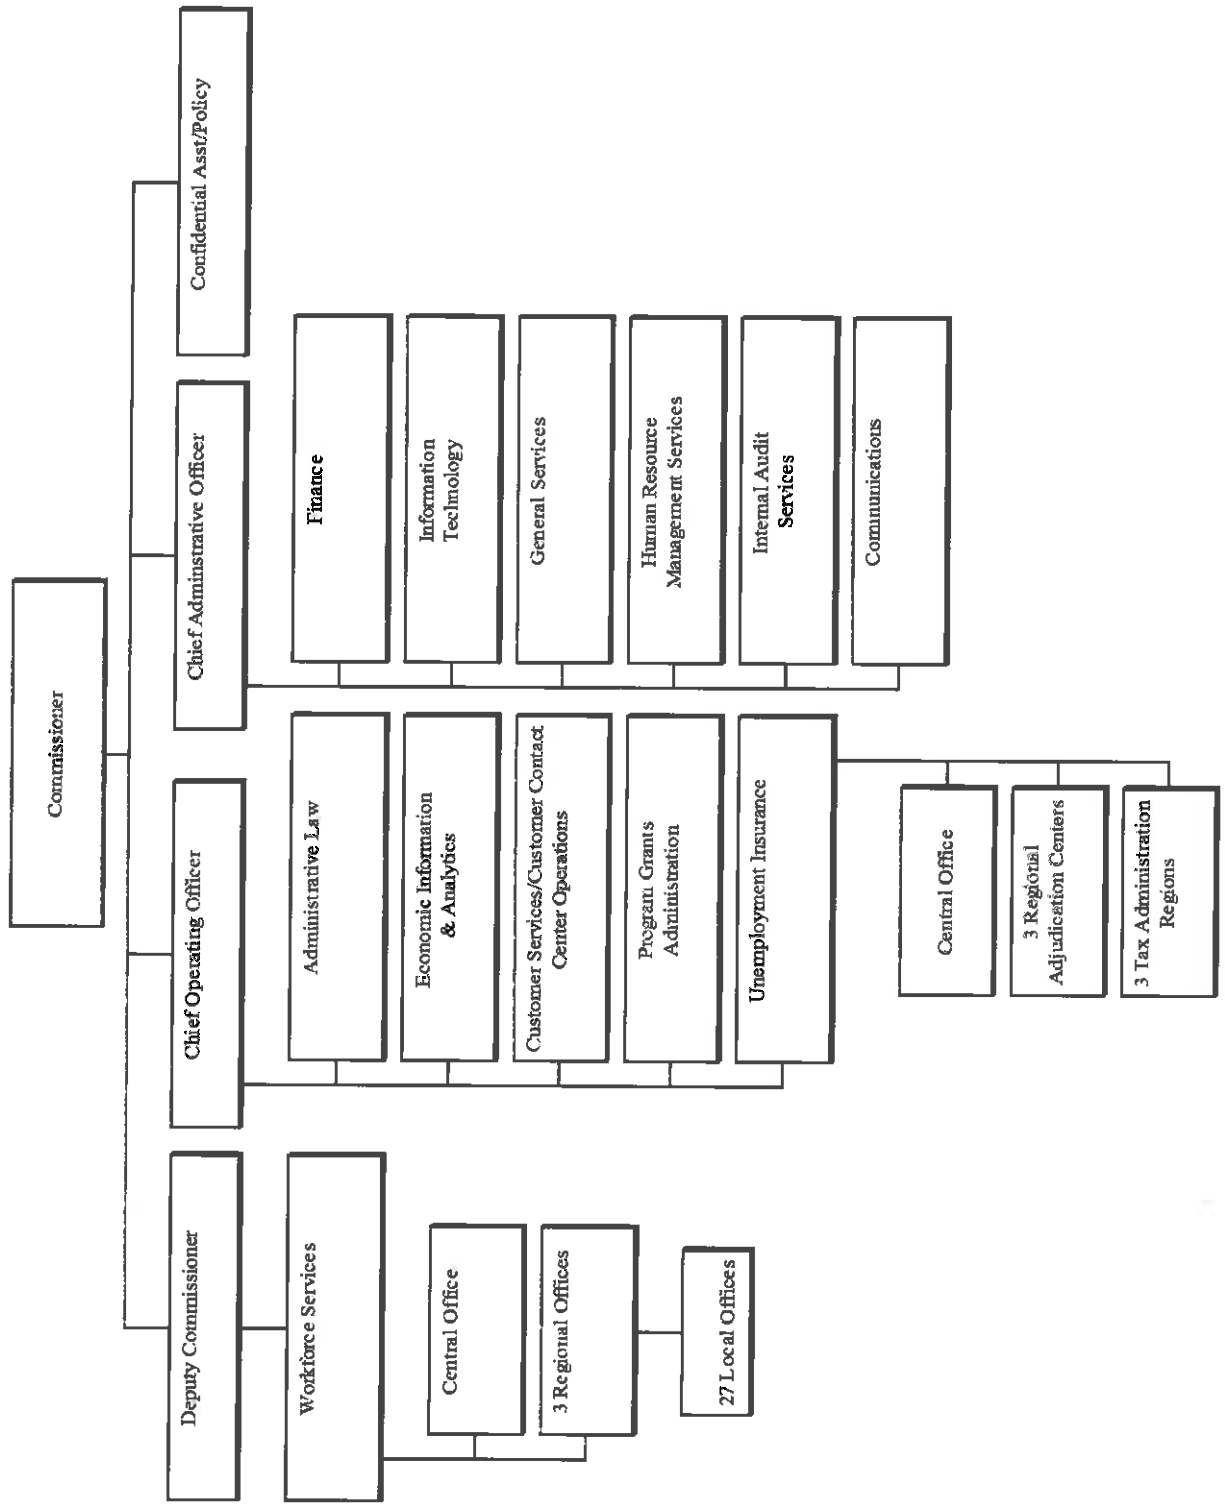 Commissioner
Deputy Commissioner
Chief Operating Officer
Chief Adminstrative Officer
Confidential Asst/Policy
Workforce Services
Central Office
3 Regional Offices
27 Local Offices
Administrative Law
Economic Information
& Analytics
Customer Services/Customer Contact
Center Operations
Program Grants
Administration
Unemployment Insurance
Central Office
3 Regional
Adjudication Centers
3 Tax Administration
Regions
Finance
Information
Technology
General Services
Human Resource
Management Services
Internal Audit
Services
Communications